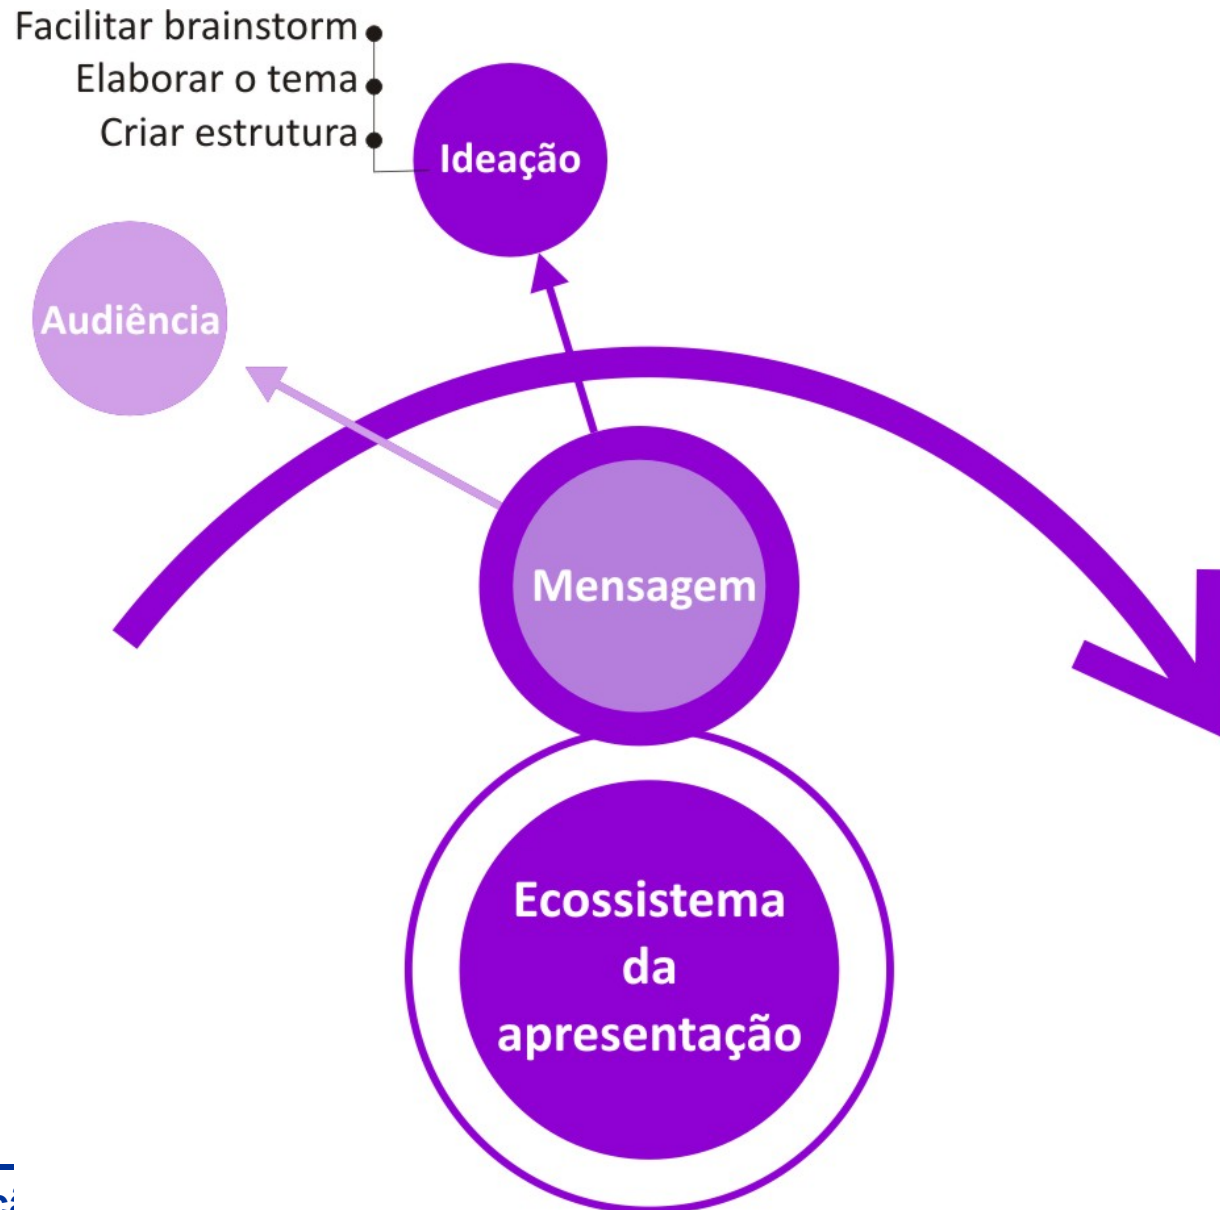 Facilitar brainstorm
Elaborar o tema
Criar estrutura
Ideação
Audiência
Mensagem
Ecossistema
da
apresentação